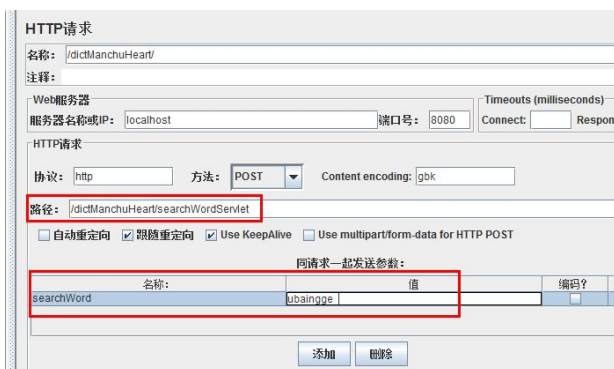 HTTP请求
名称: /dictManchuHeart/
注释:
Web服务器
Timeouts (milliseconds)
服务器名称或IP: localhost 端口号: 8080 Connect: Respon
HTTP请求
协议: http 方法: POST Content encoding: gbk
路径: /dictManchuHeart/searchWordServlet
自动重定向 跟随重定向 Use KeepAlive Use multipart/form-data for HTTP POST
同请求一起发送参数:
名称: 值 编码?
searchWord ubaingge
添加 删除